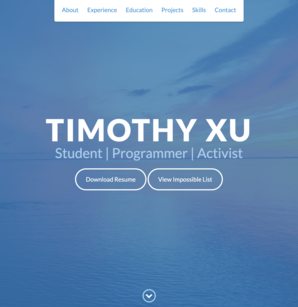 About Experience Education Projects Skills Contact
TIMOTHY XU
Student | Programmer | Activist
Download Resume View Impossible List